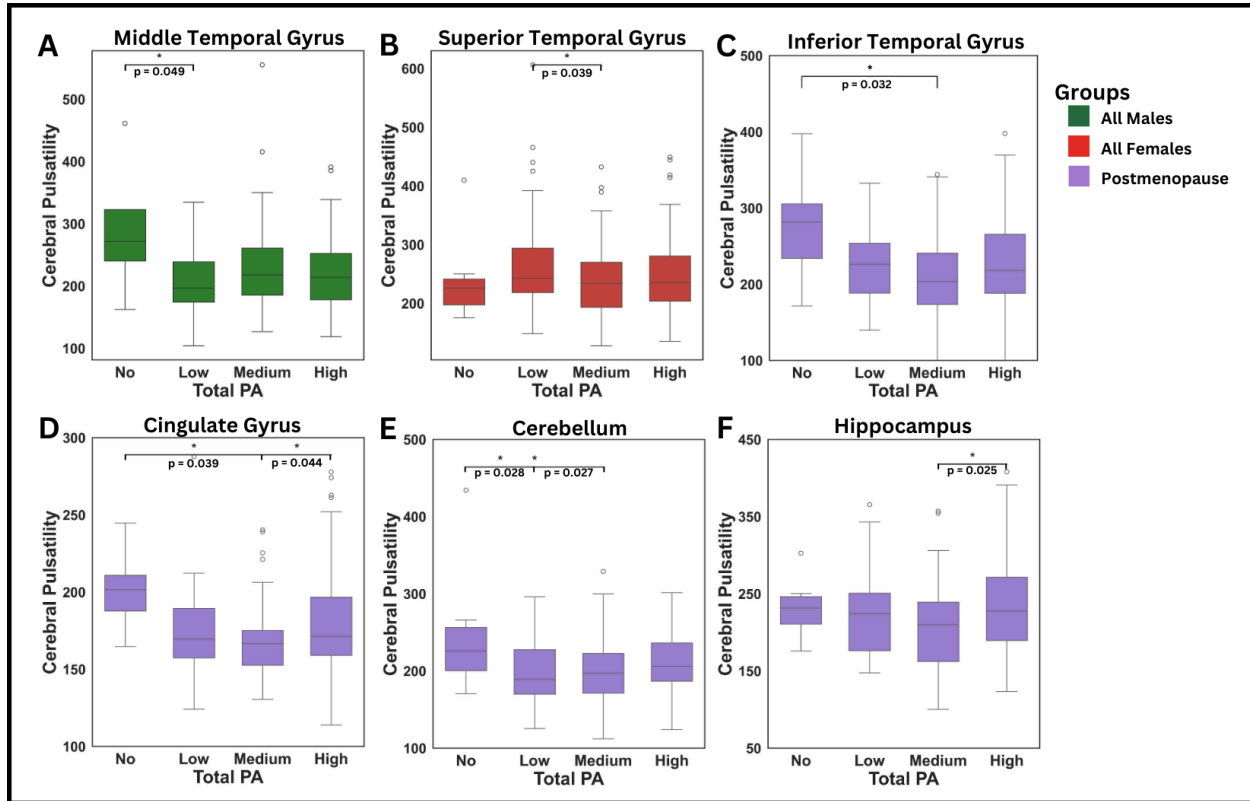 A Middle Temporal Gyrus
*
p = 0.049
500
400
300
200
100
Cerebral Pulsatility
No Low Medium High
Total PA
B Superior Temporal Gyrus
*
p = 0.039
600
500
400
300
200
Cerebral Pulsatility
No Low Medium High
Total PA
C Inferior Temporal Gyrus
*
p = 0.032
500
400
300
200
100
Cerebral Pulsatility
No Low Medium High
Total PA
Groups
All Males
All Females
Postmenopause
D Cingulate Gyrus
* *
p = 0.039 p = 0.044
300
250
200
150
100
Cerebral Pulsatility
No Low Medium High
Total PA
E Cerebellum
* *
p = 0.028 p = 0.027
500
400
300
200
100
Cerebral Pulsatility
No Low Medium High
Total PA
F Hippocampus
*
p = 0.025
450
350
250
150
50
Cerebral Pulsatility
No Low Medium High
Total PA